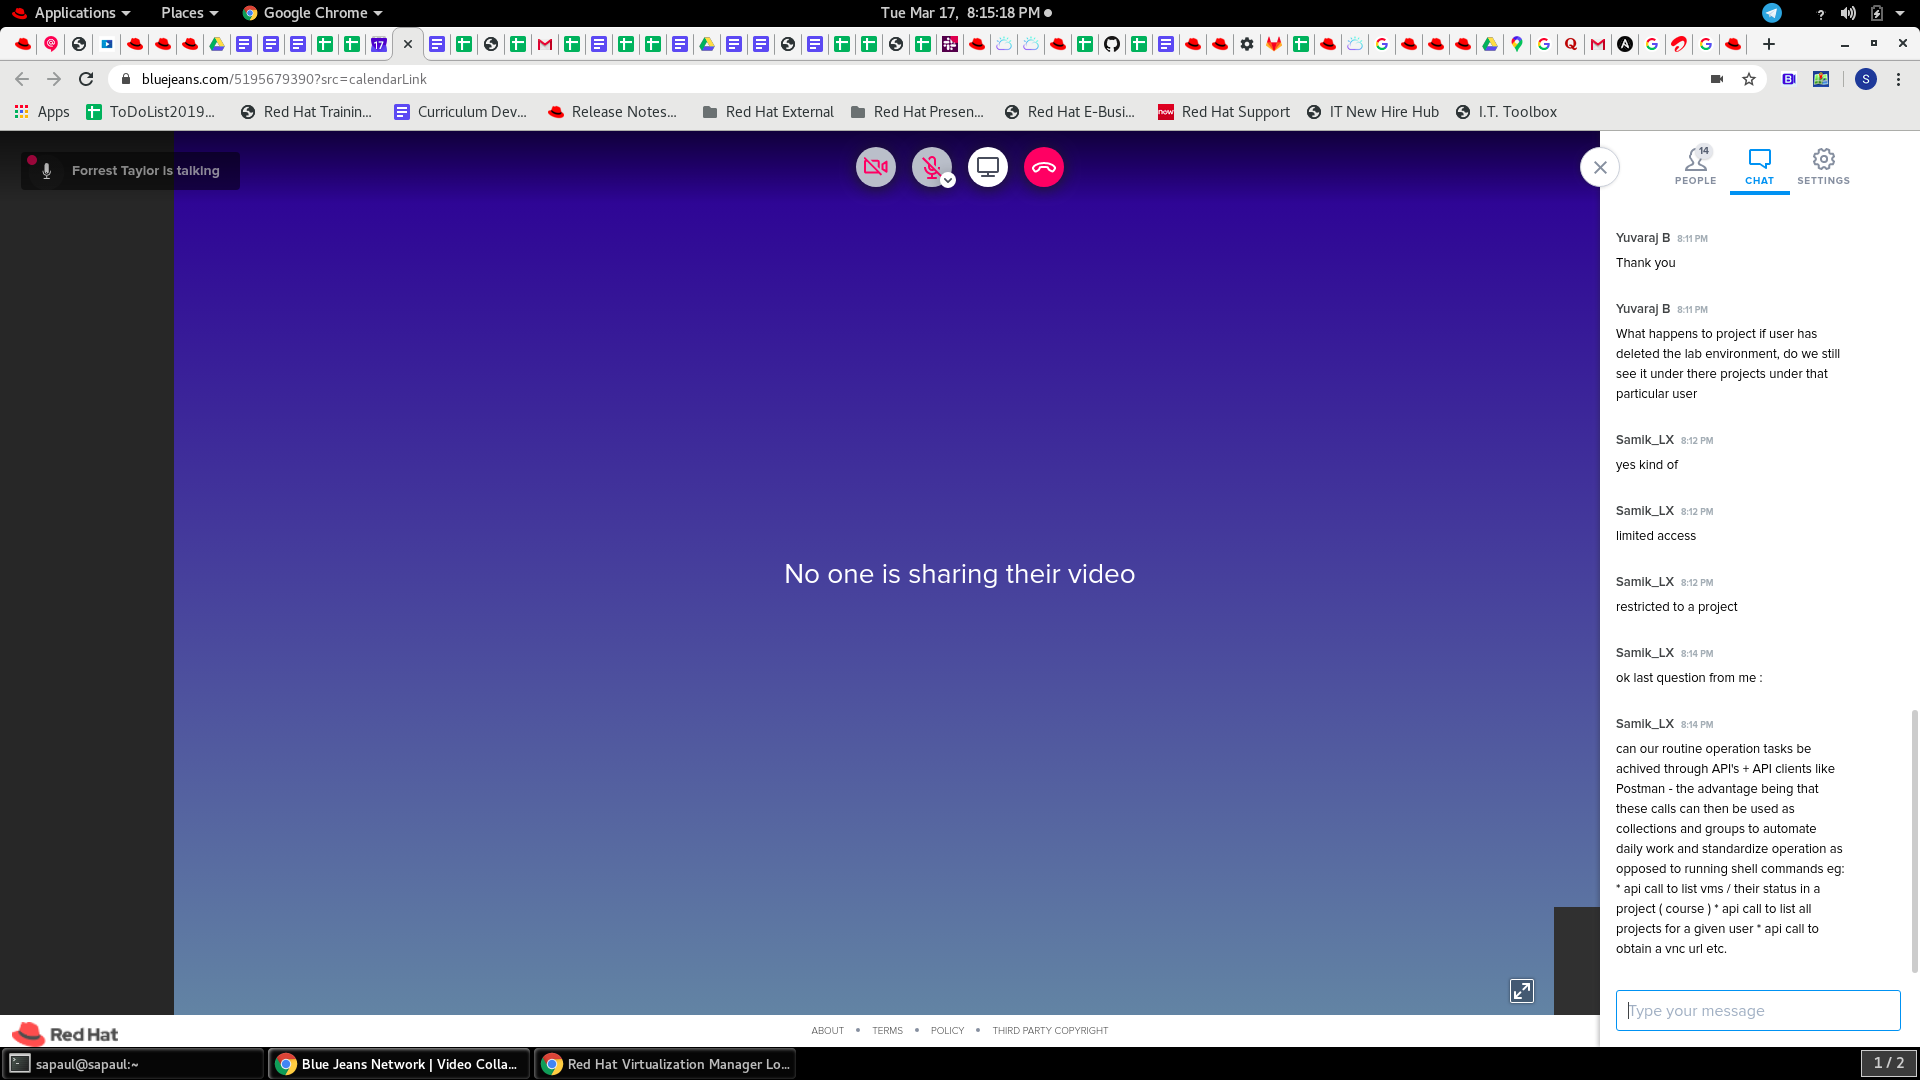 Applications
Places
Google Chrome
Tue Mar 17, 8:15:18 PM
17
bluejeans.com/5195679390?src=calendarLink
S
Apps
ToDoList2019...
Red Hat Trainin...
Curriculum Dev...
Release Notes...
Red Hat External
Red Hat Presen...
Red Hat E-Busi...
now
Red Hat Support
IT New Hire Hub
I.T. Toolbox
Forrest Taylor is talking
14
PEOPLE
CHAT
SETTINGS
Yuvaraj B 8:11 PM
Thank you
Yuvaraj B 8:11 PM
What happens to project if user has
deleted the lab environment, do we still
see it under there projects under that
particular user
Samik_LX 8:12 PM
yes kind of
Samik_LX 8:12 PM
limited access
Samik_LX 8:12 PM
restricted to a project
Samik_LX 8:14 PM
ok last question from me :
Samik_LX 8:14 PM
can our routine operation tasks be
achived through API's + API clients like
Postman - the advantage being that
these calls can then be used as
collections and groups to automate
daily work and standardize operation as
opposed to running shell commands eg:
* api call to list vms / their status in a
project ( course ) * api call to list all
projects for a given user * api call to
obtain a vnc url etc.
Type your message
No one is sharing their video
Red Hat
ABOUT • TERMS • POLICY • THIRD PARTY COPYRIGHT
sapaul@sapaul:~
Blue Jeans Network | Video Colla...
Red Hat Virtualization Manager Lo...
1 / 2